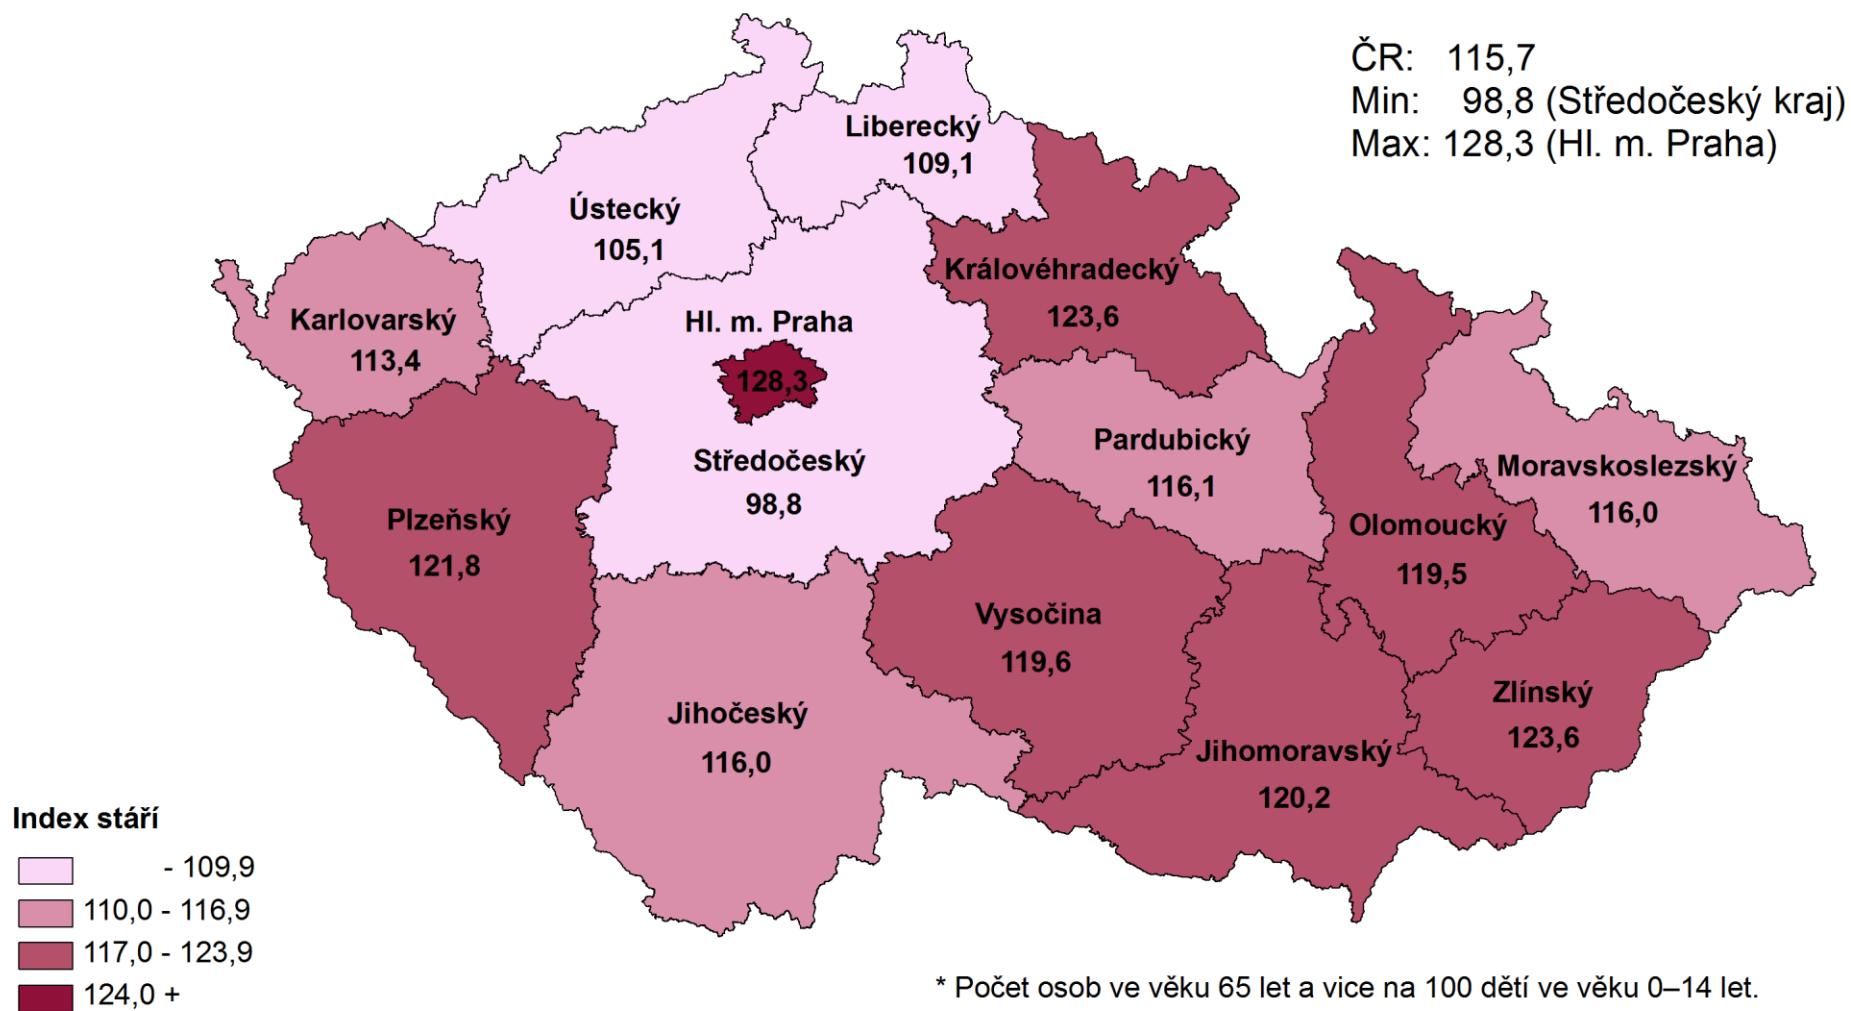 ČR: 115,7
Min: 98,8 (Středočeský kraj)
Max: 128,3 (Hl. m. Praha)
Liberecký
109,1
Ústecký
105,1
Královéhradecký
123,6
Karlovarský
113,4
Hl. m. Praha
128,3
Středočeský
98,8
Pardubický
116,1
Moravskoslezský
116,0
Plzeňský
121,8
Olomoucký
119,5
Vysočina
119,6
Jihočeský
116,0
Zlínský
123,6
Jihomoravský
120,2
Index stáří
- 109,9
110,0 - 116,9
117,0 - 123,9
124,0 +
* Počet osob ve věku 65 let a vice na 100 dětí ve věku 0–14 let.